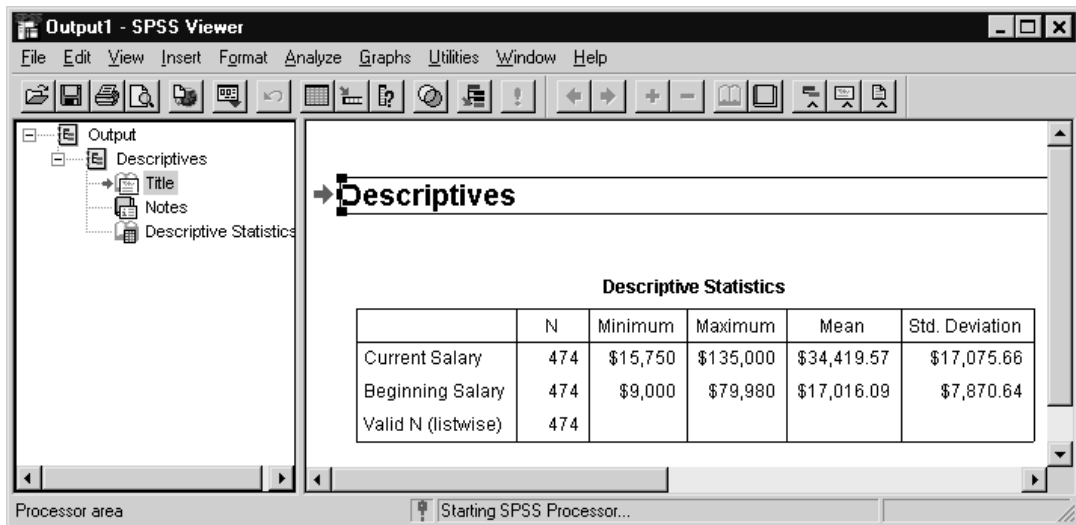 Output1 - SPSS Viewer
File Edit View Insert Format Analyze Graphs Utilities Window Help
Output
Descriptives
Title
Notes
Descriptive Statistics
Descriptives
Descriptive Statistics
N Minimum Maximum Mean Std. Deviation
Current Salary 474 $15,750 $135,000 $34,419.57 $17,075.66
Beginning Salary 474 $9,000 $79,980 $17,016.09 $7,870.64
Valid N (listwise) 474
Processor area
Starting SPSS Processor...